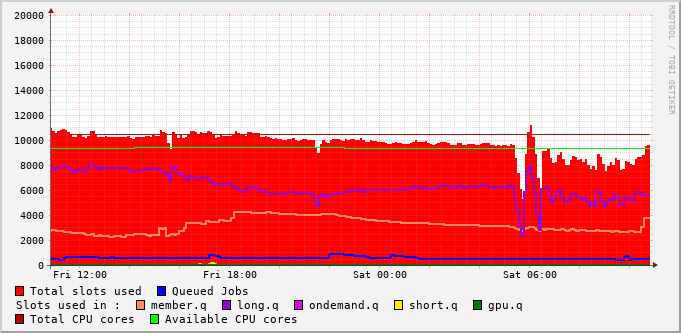 20000
18000
16000
14000
12000
10000
8000
6000
4000
2000
0
Fri 12:00 Fri 18:00 Sat 00:00 Sat 06:00
RRDTOOL / TOBI OETIKER
Total slots used Queued Jobs
Slots used in : member.q long.q ondemand.q short.q gpu.q
Total CPU cores Available CPU cores